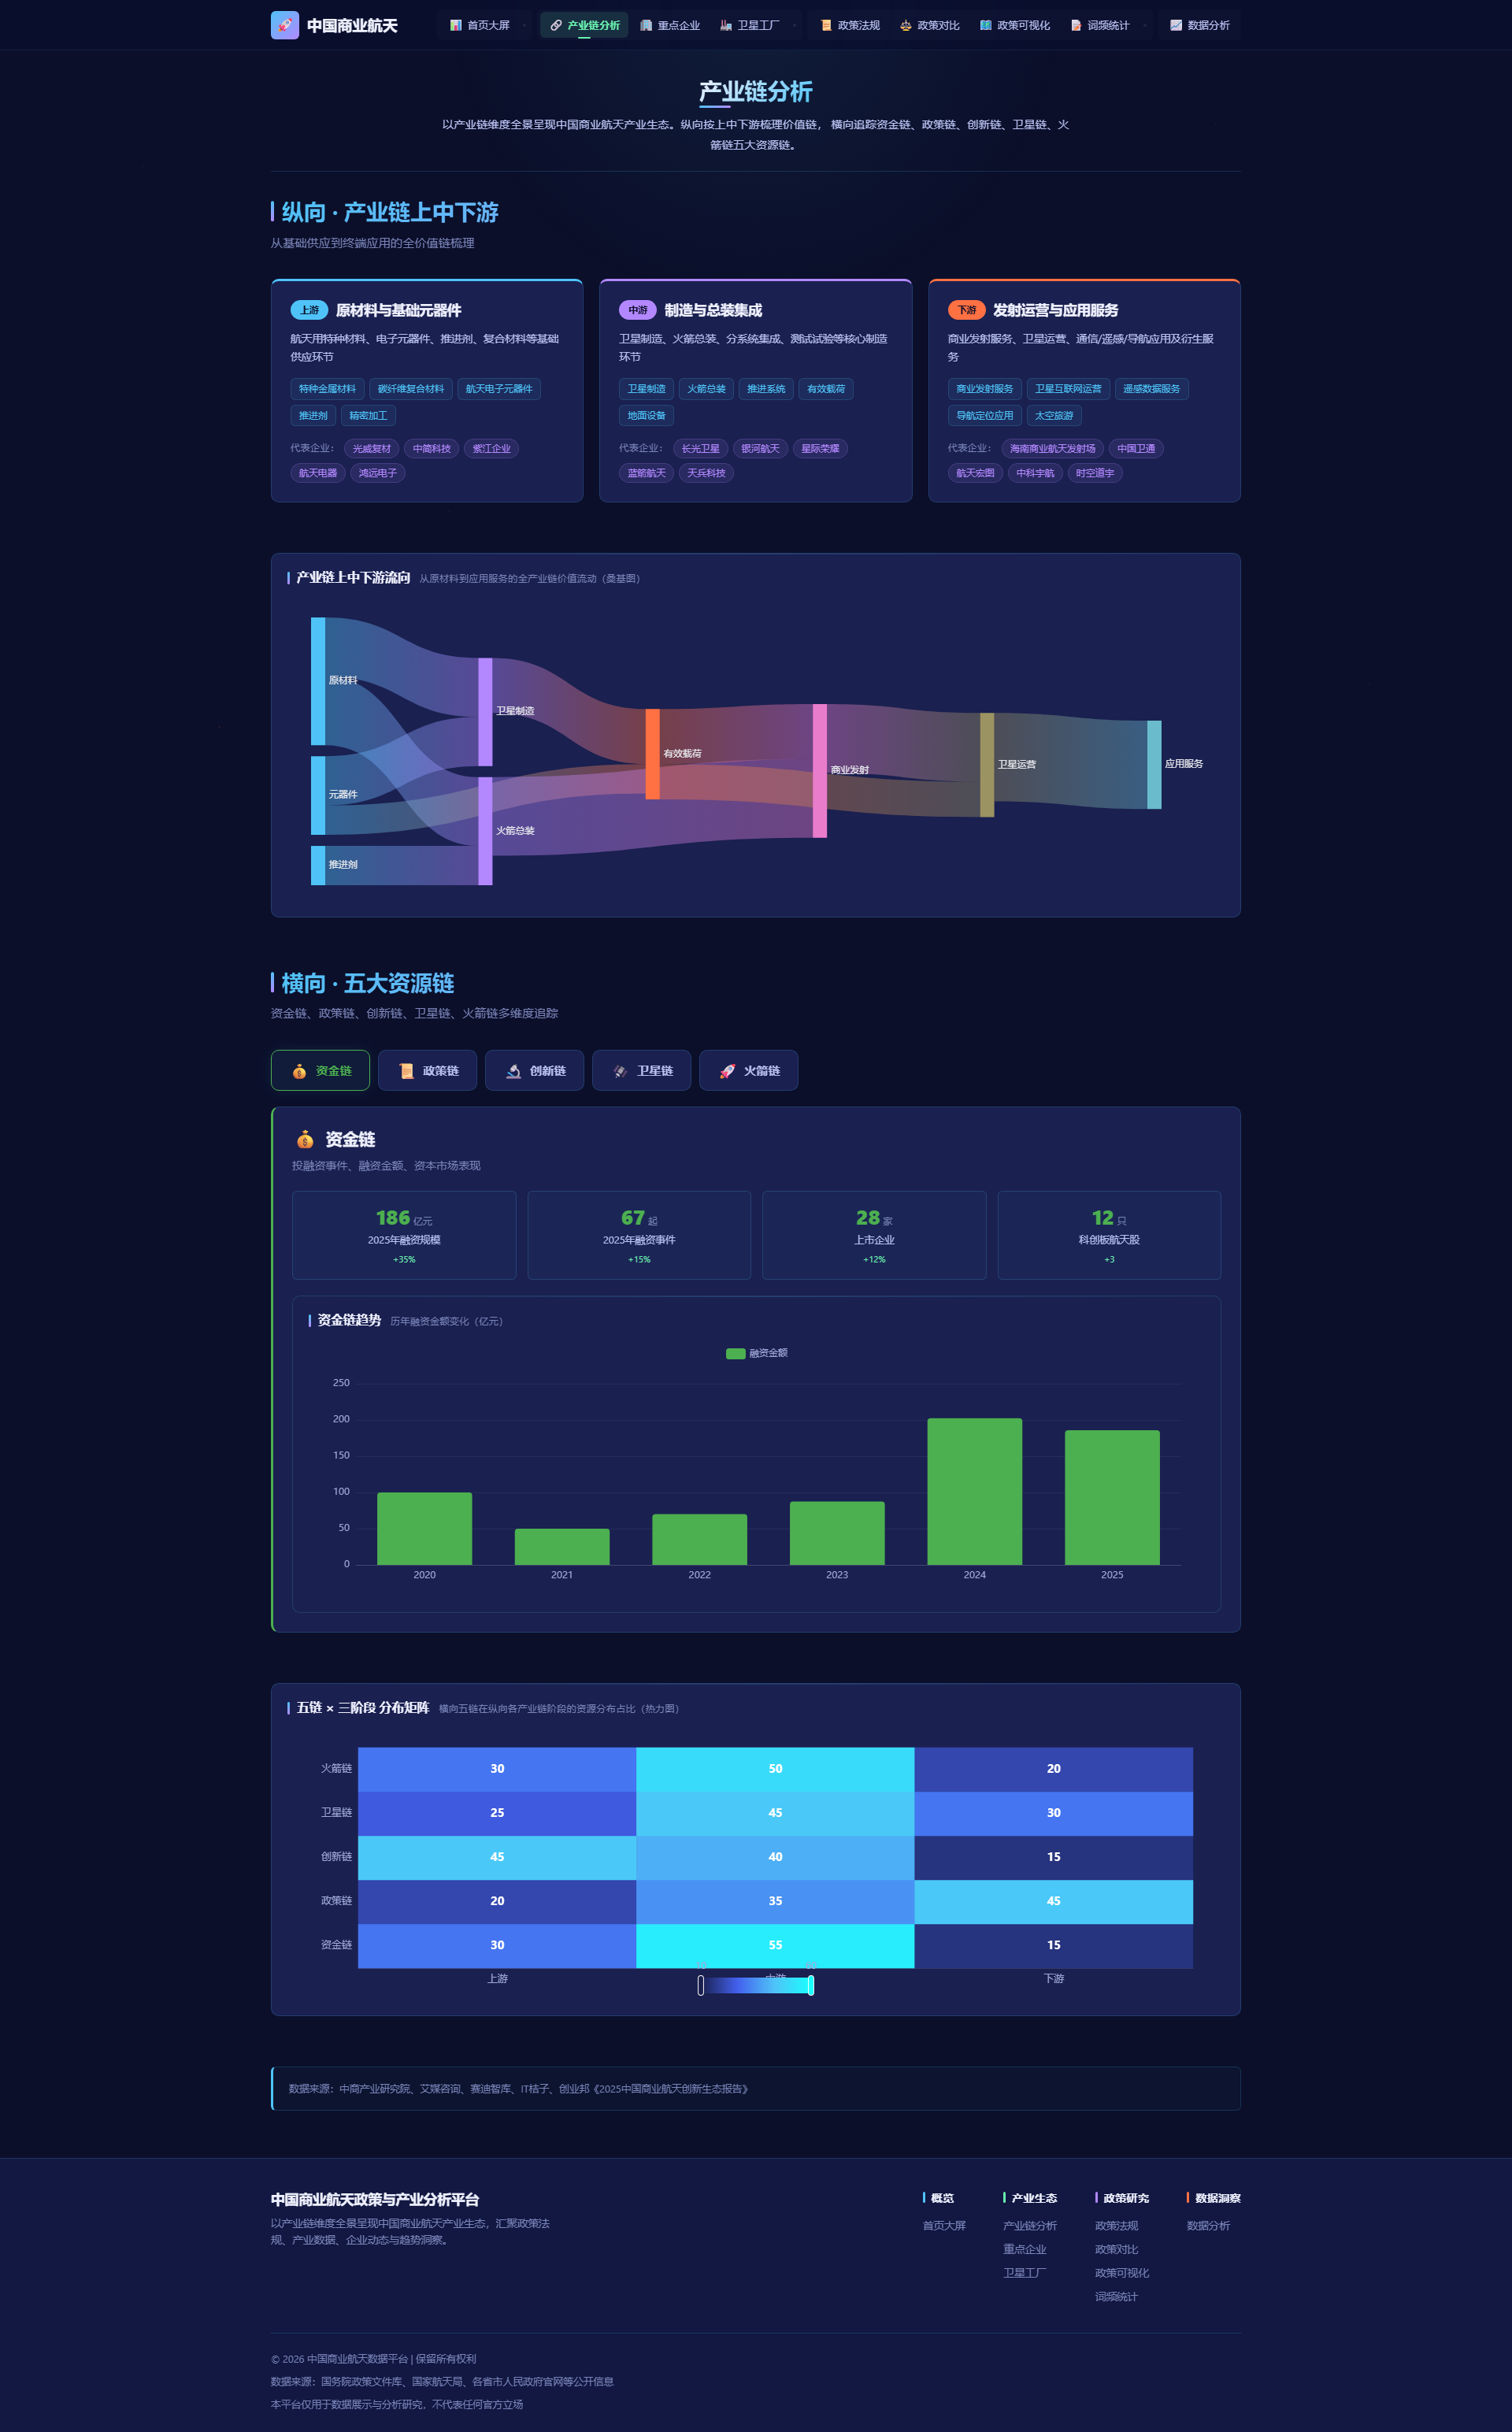 中国商业航天
首页大屏
产业链分析
重点企业
卫星工厂
政策法规
政策对比
政策可视化
词频统计
数据分析
产业链分析
以产业链维度全景呈现中国商业航天产业生态。纵向按上中下游梳理价值链， 横向追踪资金链、政策链、创新链、卫星链、火
箭链五大资源链。
纵向 · 产业链上中下游
从基础供应到终端应用的全价值链梳理
上游 原材料与基础元器件
航天用特种材料、电子元器件、推进剂、复合材料等基础
供应环节
特种金属材料 碳纤维复合材料 航天电子元器件
推进剂 精密加工
代表企业： 光威复材 中简科技 紫江企业
航天电器 鸿远电子
中游 制造与总装集成
卫星制造、火箭总装、分系统集成、测试试验等核心制造
环节
卫星制造 火箭总装 推进系统 有效载荷
地面设备
代表企业： 长光卫星 银河航天 星际荣耀
蓝箭航天 天兵科技
下游 发射运营与应用服务
商业发射服务、卫星运营、通信/遥感/导航应用及衍生服
务
商业发射服务 卫星互联网运营 遥感数据服务
导航定位应用 太空旅游
代表企业： 海南商业航天发射场 中国卫通
航天宏图 中科宇航 时空道宇
产业链上中下游流向 从原材料到应用服务的全产业链价值流动（桑基图）
原材料
元器件
推进剂
卫星制造
火箭总装
有效载荷
商业发射
卫星运营
应用服务
横向 · 五大资源链
资金链、政策链、创新链、卫星链、火箭链多维度追踪
资金链
政策链
创新链
卫星链
火箭链
资金链
投融资事件、融资金额、资本市场表现
186 亿元
2025年融资规模
+35%
67 起
2025年融资事件
+15%
28 家
上市企业
+12%
12 只
科创板航天股
+3
资金链趋势 历年融资金额变化（亿元）
融资金额
250
200
150
100
50
0
2020 2021 2022 2023 2024 2025
五链 × 三阶段 分布矩阵 横向五链在纵向各产业链阶段的资源分布占比（热力图）
火箭链 30 50 20
卫星链 25 45 30
创新链 45 40 15
政策链 20 35 45
资金链 30 55 15
上游 中游 下游
数据来源：中商产业研究院、艾媒咨询、赛迪智库、IT桔子、创业邦《2025中国商业航天创新生态报告》
中国商业航天政策与产业分析平台
以产业链维度全景呈现中国商业航天产业生态，汇聚政策法
规、产业数据、企业动态与趋势洞察。
概览
首页大屏
产业生态
产业链分析
重点企业
卫星工厂
政策研究
政策法规
政策对比
政策可视化
词频统计
数据洞察
数据分析
© 2026 中国商业航天数据平台 | 保留所有权利
数据来源：国务院政策文件库、国家航天局、各省市人民政府官网等公开信息
本平台仅用于数据展示与分析研究，不代表任何官方立场